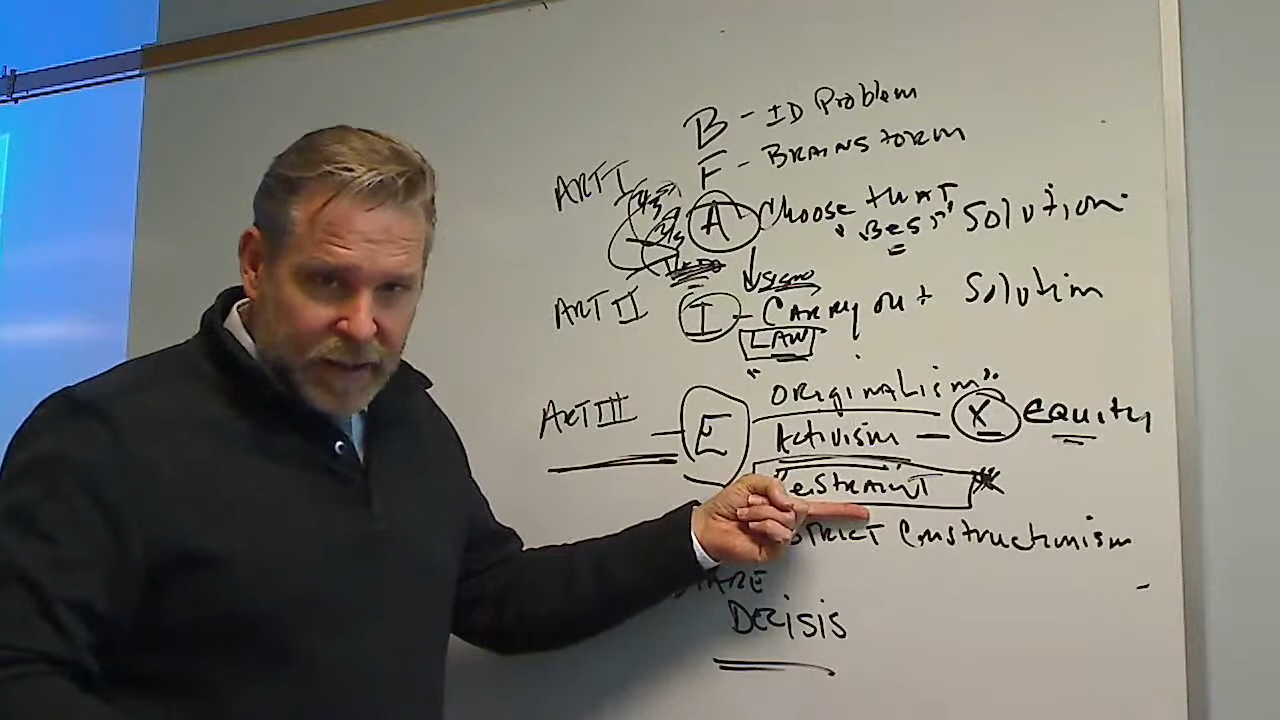 B - ID Problem
F - BRAINSTORM
ART I
A Choose that
"BEST" Solution
SIGNS
ART II I - CARRY out Solution
LAW
"ORIGINALISM"
ART III - E Activism - X equity
RESTRAINT
STRICT Constructionism
STARE
DECISIS